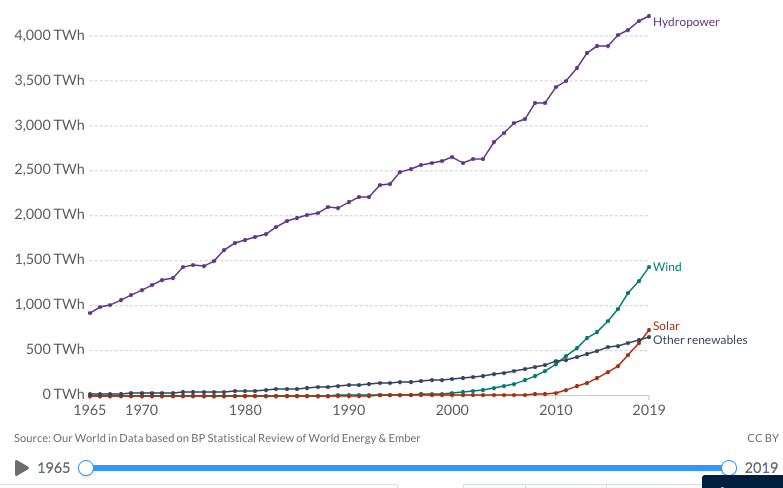 4,000 TWh
Hydropower
3,500 TWh
3,000 TWh
2,500 TWh
2,000 TWh
1,500 TWh
Wind
1,000 TWh
Solar
500 TWh
Other renewables
0 TWh
1965 1970 1980 1990 2000 2010 2019
Source: Our World in Data based on BP Statistical Review of World Energy & Ember CC BY
1965 2019